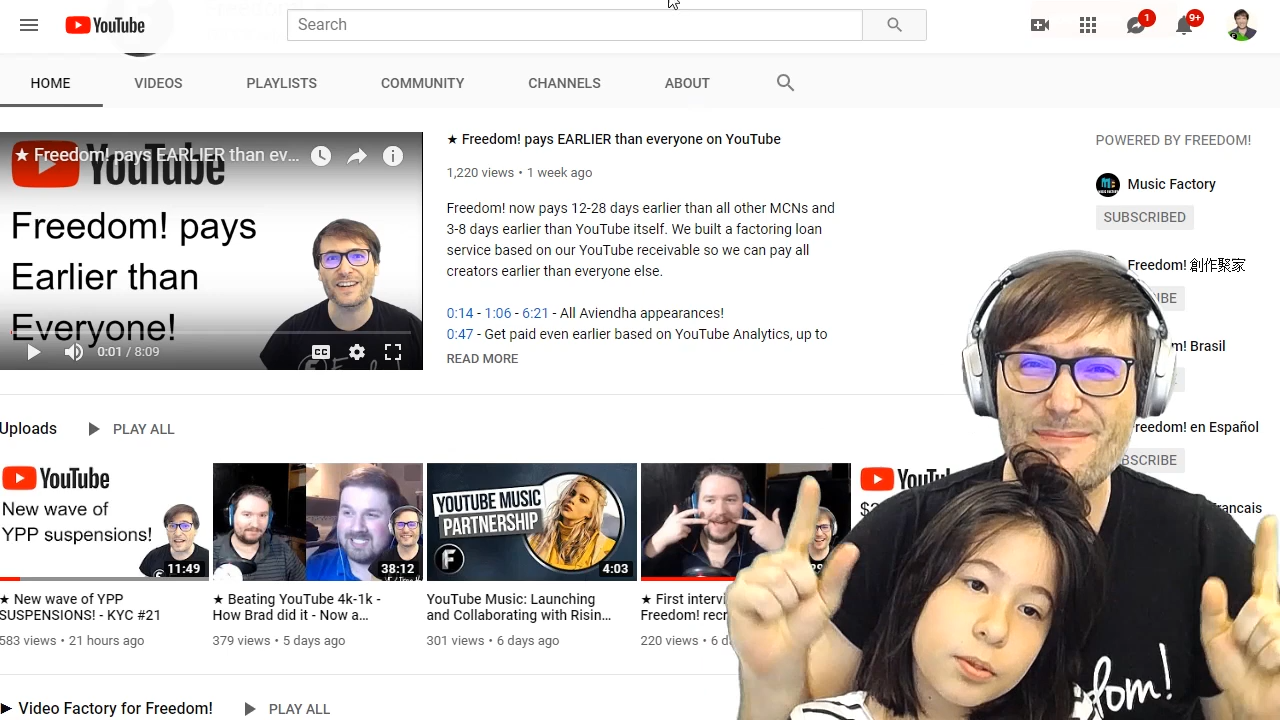 YouTube
Search
1
9+
HOME
VIDEOS
PLAYLISTS
COMMUNITY
CHANNELS
ABOUT
★ Freedom! pays EARLIER than ev...
YouTube
Freedom! pays
Earlier than
Everyone!
0:01 / 8:09
CC
★ Freedom! pays EARLIER than everyone on YouTube
1,220 views • 1 week ago
Freedom! now pays 12-28 days earlier than all other MCNs and
3-8 days earlier than YouTube itself. We built a factoring loan
service based on our YouTube receivable so we can pay all
creators earlier than everyone else.
0:14 - 1:06 - 6:21 - All Aviendha appearances!
0:47 - Get paid even earlier based on YouTube Analytics, up to
READ MORE
POWERED BY FREEDOM!
Music Factory
SUBSCRIBED
Freedom! 創作聚家
IBE
m! Brasil
reedom! en Español
BSCRIBE
rancais
Uploads
PLAY ALL
YouTube
New wave of
YPP suspensions!
11:49
★ New wave of YPP
SUSPENSIONS! - KYC #21
583 views • 21 hours ago
38:12
★ Beating YouTube 4k-1k -
How Brad did it - Now a...
379 views • 5 days ago
YOUTUBE MUSIC
PARTNERSHIP
4:03
YouTube Music: Launching
and Collaborating with Risin...
301 views • 6 days ago
★ First intervi
Freedom! recr
220 views • 6 d
YouTu
dom!
Video Factory for Freedom!
PLAY ALL